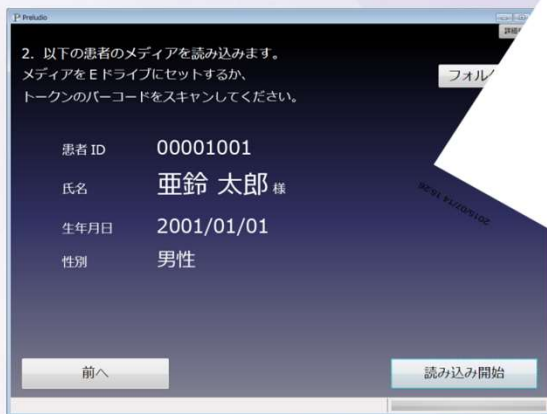 Preludio
2. 以下の患者のメディアを読み込みます。
メディアをEドライブにセットするか、
トークンのバーコードをスキャンしてください。
患者 ID 00001001
氏名 亜鈴 太郎 様
生年月日 2001/01/01
性別 男性
前へ
読み込み開始